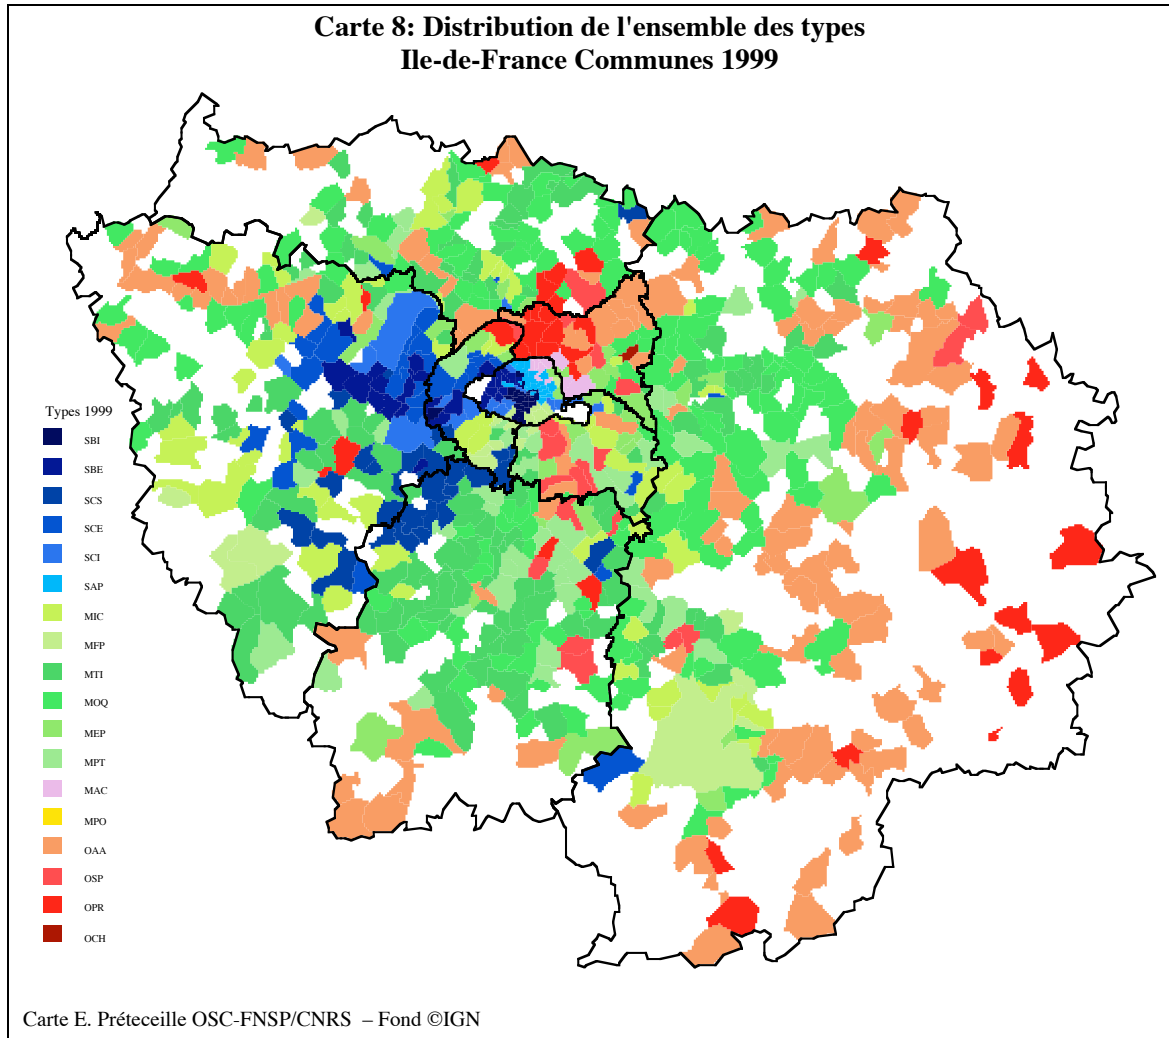 Carte 8: Distribution de l'ensemble des types
Ile-de-France Communes 1999
Types 1999
SBI
SBE
SCS
SCE
SCI
SAP
MIC
MFP
MTI
MOQ
MEP
MPT
MAC
MPO
OAA
OSP
OPR
OCH
Carte E. Préteceille OSC-FNSP/CNRS – Fond ©IGN